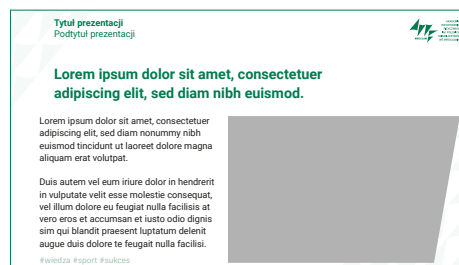 Tytuł prezentacji
Podtytuł prezentacji
Lorem ipsum dolor sit amet, consectetuer
adipiscing elit, sed diam nibh euismod.
Lorem ipsum dolor sit amet, consectetuer
adipiscing elit, sed diam nonummy nibh
euismod tincidunt ut laoreet dolore magna
aliquam erat volutpat.
Duis autem vel eum iriure dolor in hendrerit
in vulputate velit esse molestie consequat,
vel illum dolore eu feugiat nulla facilisis at
vero eros et accumsan et iusto odio dignis
sim qui blandit praesent luptatum delenit
augue duis dolore te feugait nulla facilisi.
#wiedza #sport #sukces